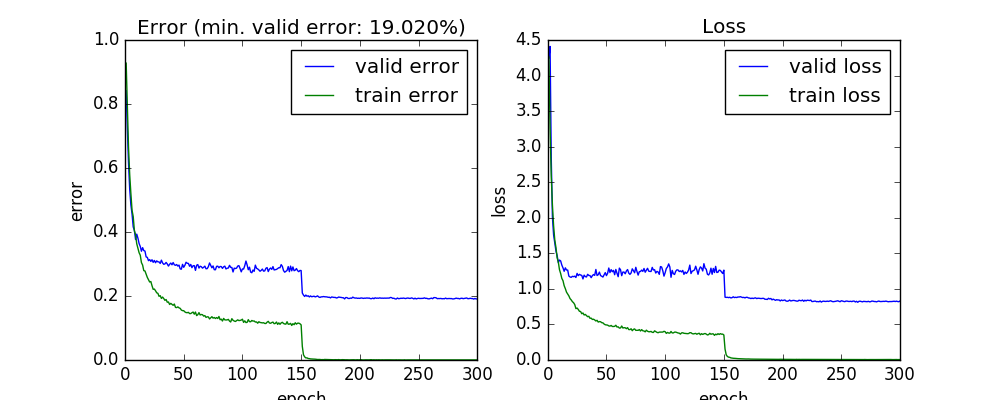 Error (min. valid error: 19.020%)
1.0
0.8
0.6
0.4
0.2
0.0
error
valid error
train error
0 50 100 150 200 250 300
epoch
Loss
4.5
4.0
3.5
3.0
2.5
2.0
1.5
1.0
0.5
0.0
loss
valid loss
train loss
0 50 100 150 200 250 300
epoch